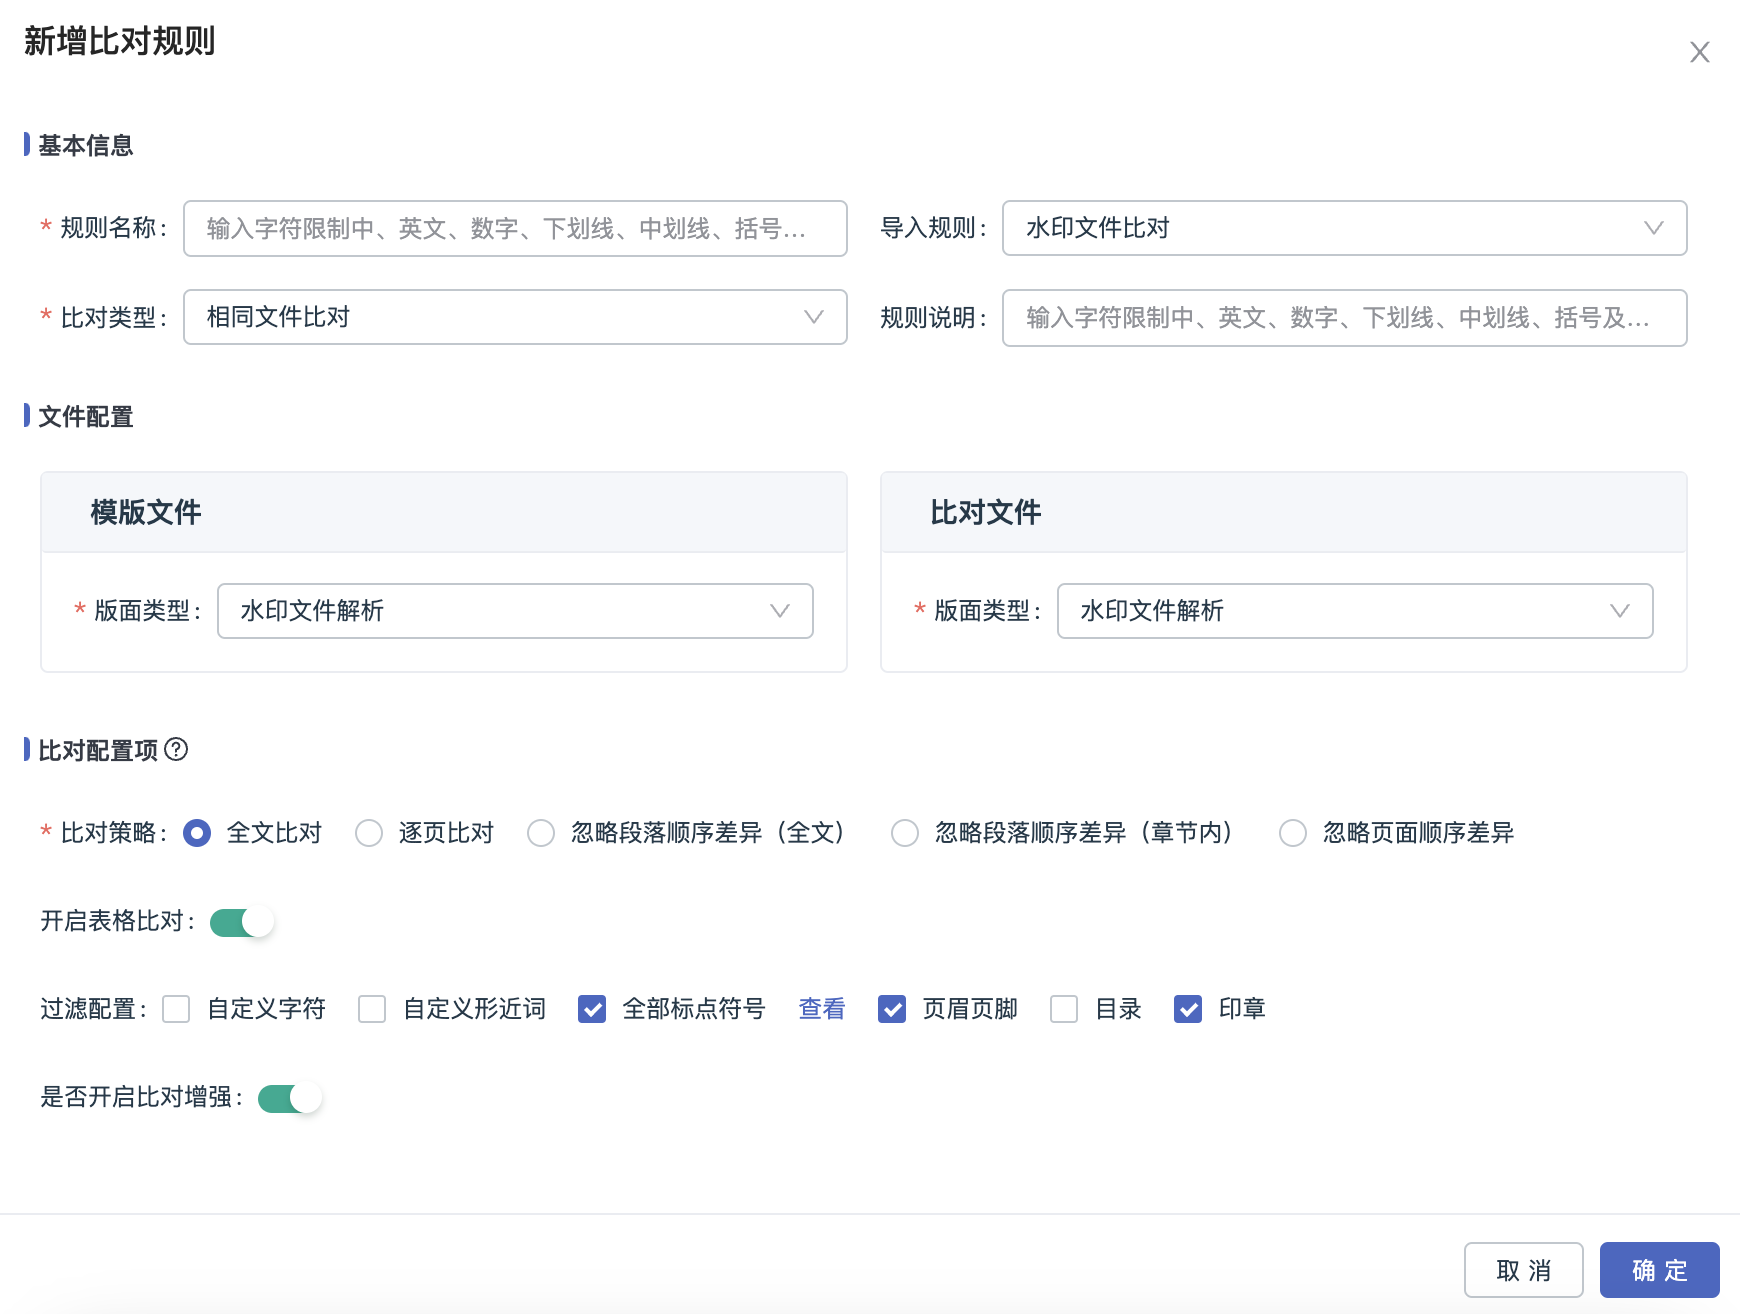 新增比对规则
基本信息
* 规则名称: 输入字符限制中、英文、数字、下划线、中划线、括号... 导入规则: 水印文件比对
* 比对类型: 相同文件比对 规则说明: 输入字符限制中、英文、数字、下划线、中划线、括号及...
文件配置
模版文件 比对文件
* 版面类型: 水印文件解析 * 版面类型: 水印文件解析
比对配置项?
* 比对策略: 全文比对 逐页比对 忽略段落顺序差异（全文） 忽略段落顺序差异（章节内） 忽略页面顺序差异
开启表格比对:
过滤配置: 自定义字符 自定义形近词 全部标点符号 查看 页眉页脚 目录 印章
是否开启比对增强:
取 消 确 定